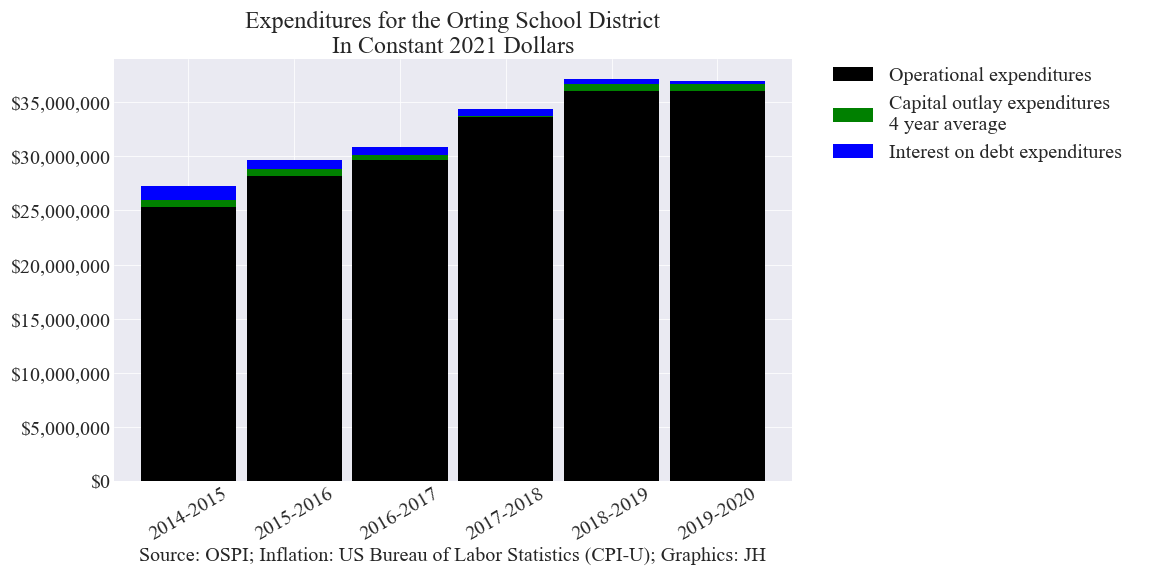 Expenditures for the Orting School District
In Constant 2021 Dollars
Operational expenditures
Capital outlay expenditures
4 year average
Interest on debt expenditures
$35,000,000
$30,000,000
$25,000,000
$20,000,000
$15,000,000
$10,000,000
$5,000,000
$0
2014-2015
2015-2016
2016-2017
2017-2018
2018-2019
2019-2020
Source: OSPI; Inflation: US Bureau of Labor Statistics (CPI-U); Graphics: JH